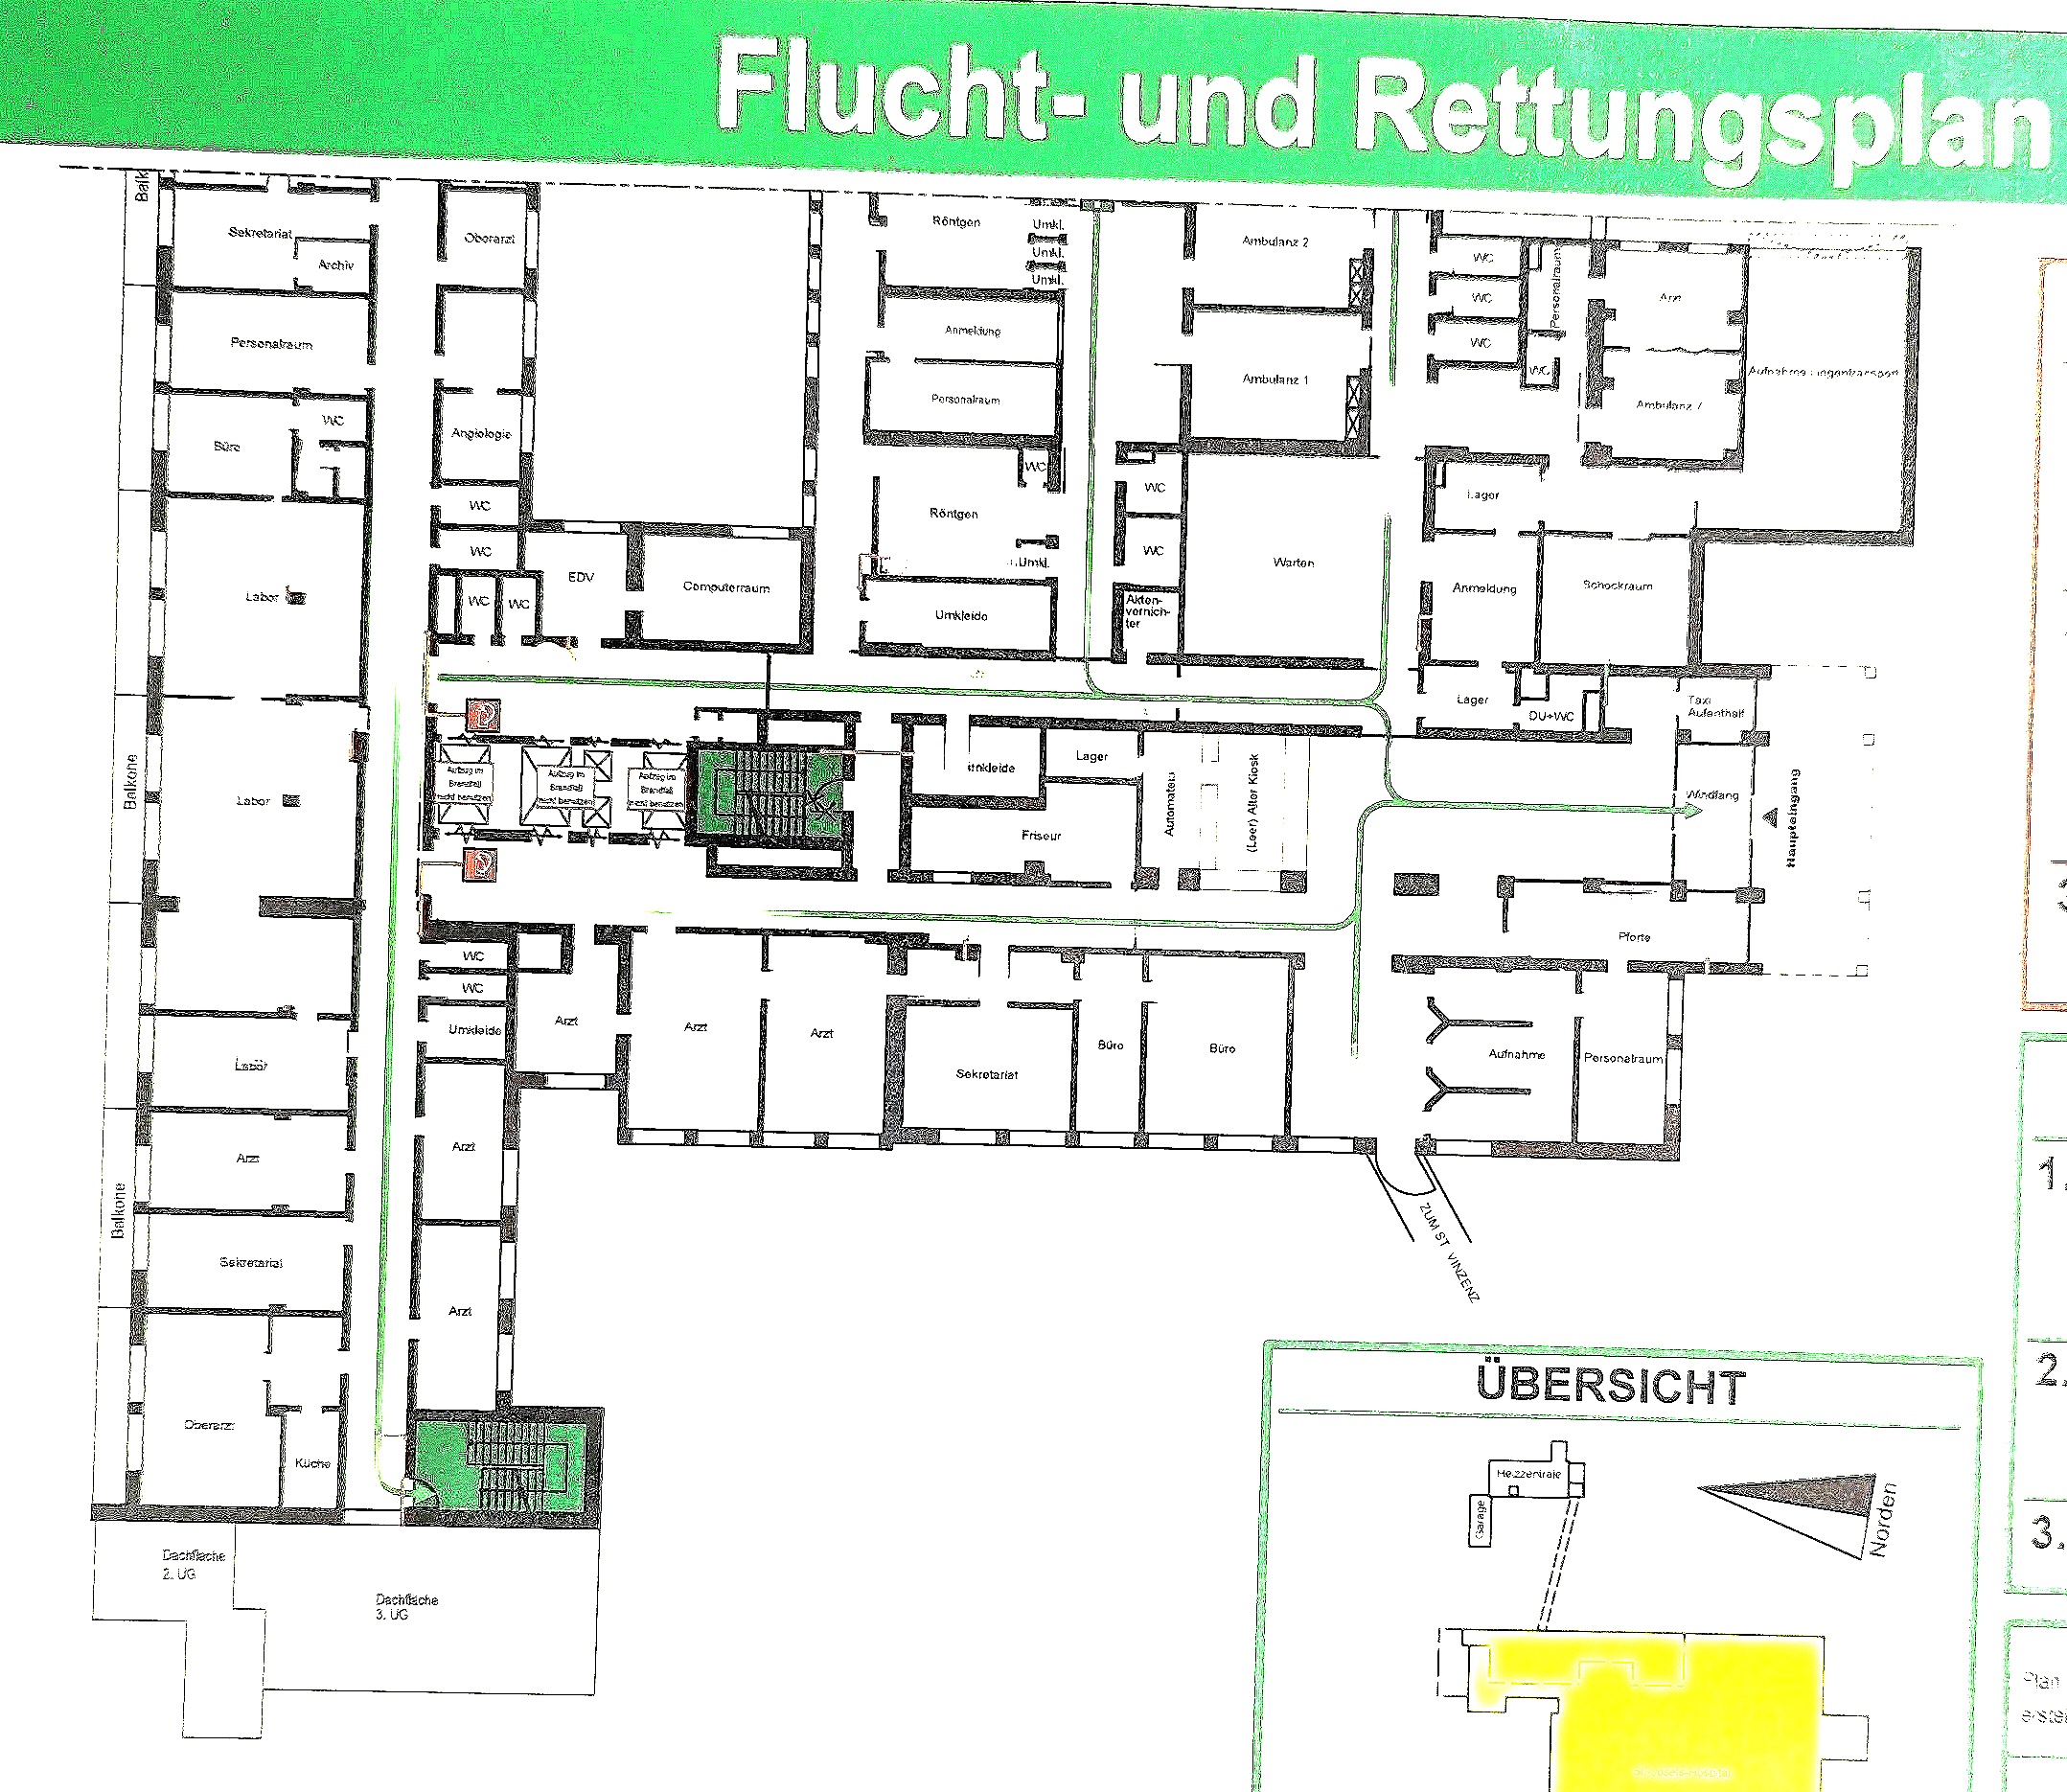 Flucht- und Rettungsplan
Balk
Sekretariat
Archiv
Oberarzt
Röntgen
Umkl.
Umkl.
Umkl.
Ambulanz 2
WC
WC
WC
WC
Personalraum
Arzt
Personalraum
Anmeldung
Personalraum
Ambulanz 1
Ambulanz 7
Büro
WC
Angiologie
WC
WC
WC
WC
EDV
Computerraum
Röntgen
WC
Umkl.
Umkleide
WC
WC
Akten-
vernich-
ter
Warten
Lager
Anmeldung
Schockraum
Labor
Lager
DU+WC
Taxi
Aufenthalt
Balkone
Labor
Aufzug im
Brandfall
nicht benutzen
Aufzug im
Brandfall
nicht benutzen
Aufzug im
Brandfall
nicht benutzen
Lager
Friseur
Automaten
(Leer) Alter Kiosk
Windfang
Haupteingang
Pforte
WC
WC
Umkleide
Arzt
Arzt
Arzt
Sekretariat
Büro
Büro
Aufnahme
Personalraum
Labor
Arzt
Arzt
Balkone
Sekretariat
Arzt
ZUM ST. VINZENZ
Oberarzt
Küche
Dachfläche
2. UG
Dachfläche
3. UG
ÜBERSICHT
Heizzentrale
Garage
Norden
1.
2.
3.
Plan
erstel